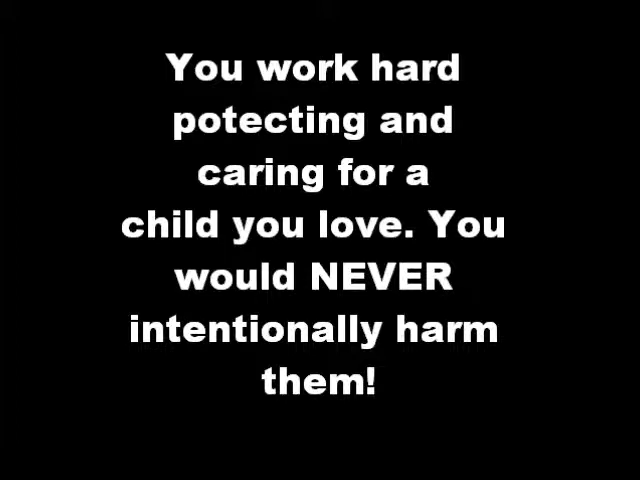 You work hard
potecting and
caring for a
child you love. You
would NEVER
intentionally harm
them!